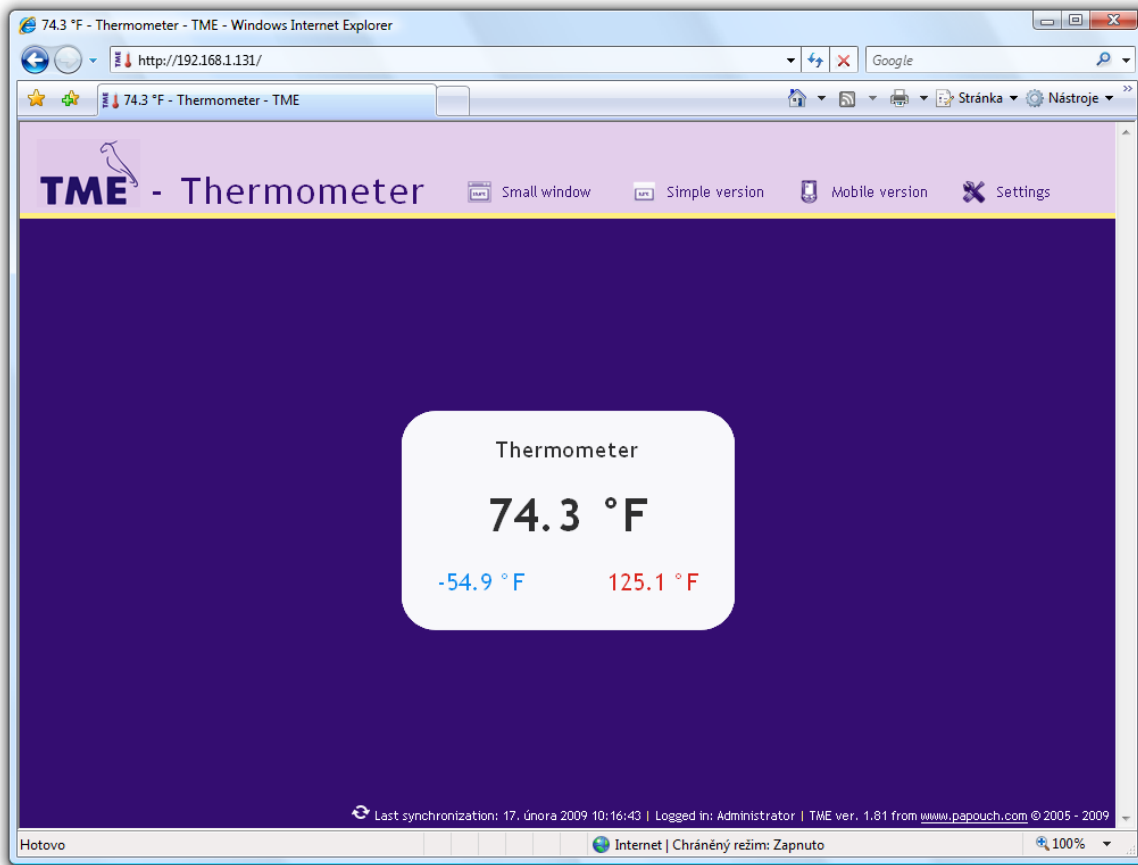 74.3 °F - Thermometer - TME - Windows Internet Explorer
http://192.168.1.131/
Google
74.3 °F - Thermometer - TME
Stránka
Nástroje
TME - Thermometer
Small window
Simple version
Mobile version
Settings
Thermometer
74.3 °F
-54.9 °F 125.1 °F
Last synchronization: 17. února 2009 10:16:43 | Logged in: Administrator | TME ver. 1.81 from www.papouch.com © 2005 - 2009
Hotovo
Internet | Chráněný režim: Zapnuto
100%